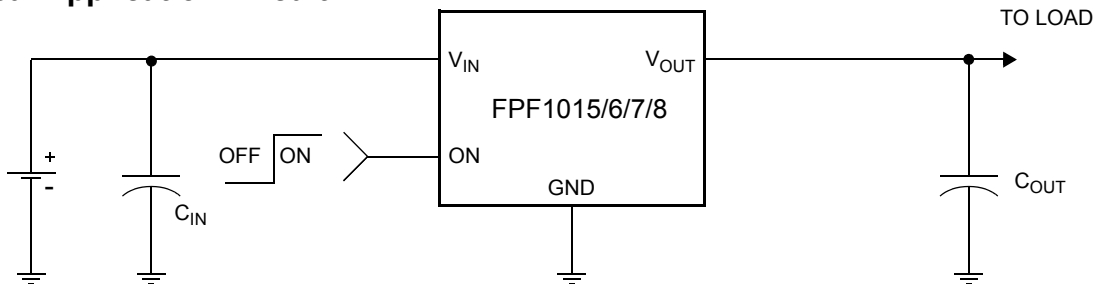 TO LOAD
VIN
VOUT
FPF1015/6/7/8
OFF
ON
ON
GND
+
-
CIN
COUT